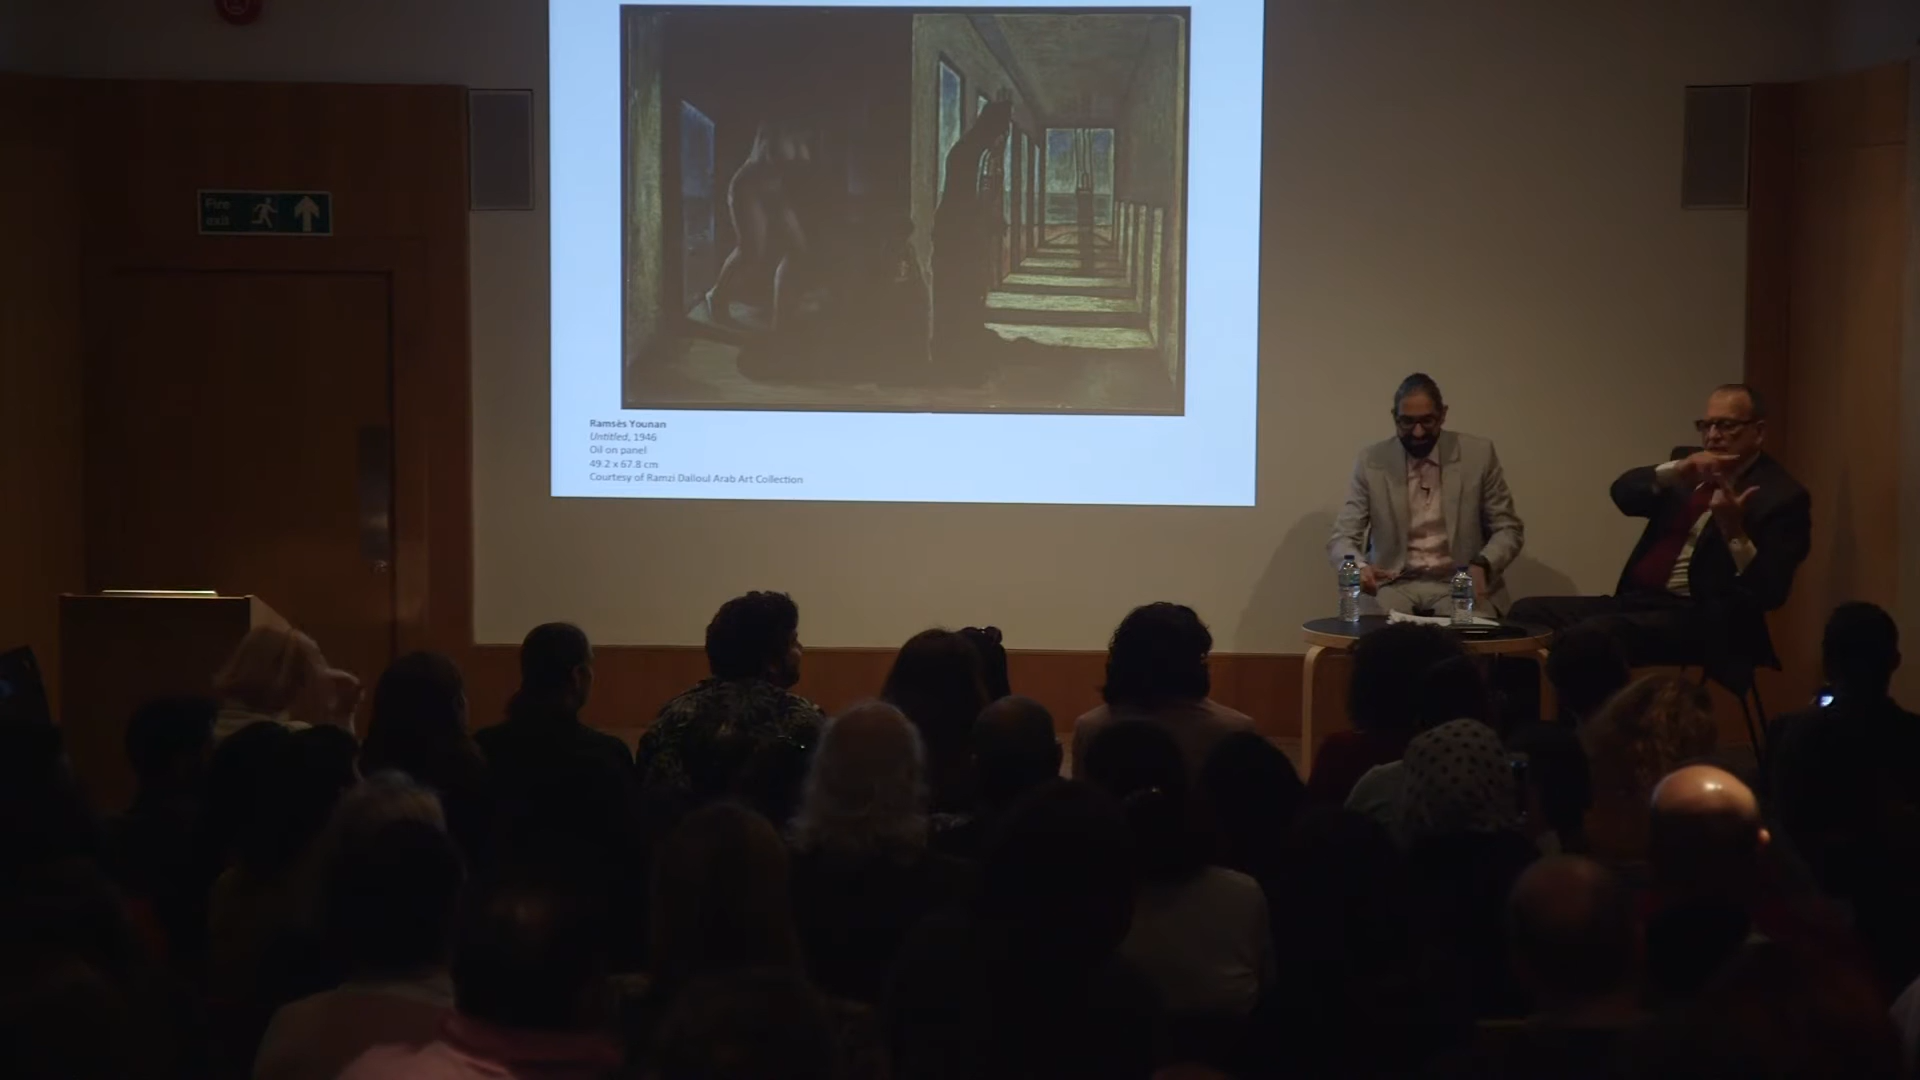 Fire
exit
Ramsès Younan
Untitled, 1946
Oil on panel
49.2 x 67.8 cm
Courtesy of Ramzi Dalloul Arab Art Collection